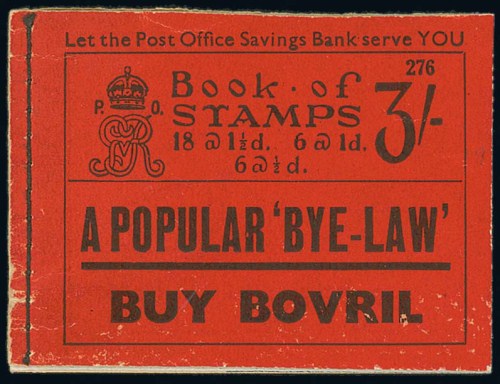 Let the Post Office Savings Bank serve YOU
276
P. O.
Book · of
STAMPS
3/-
18 @ 1½d. 6 @ 1d.
6 @ ½d.
A POPULAR 'BYE-LAW'
BUY BOVRIL